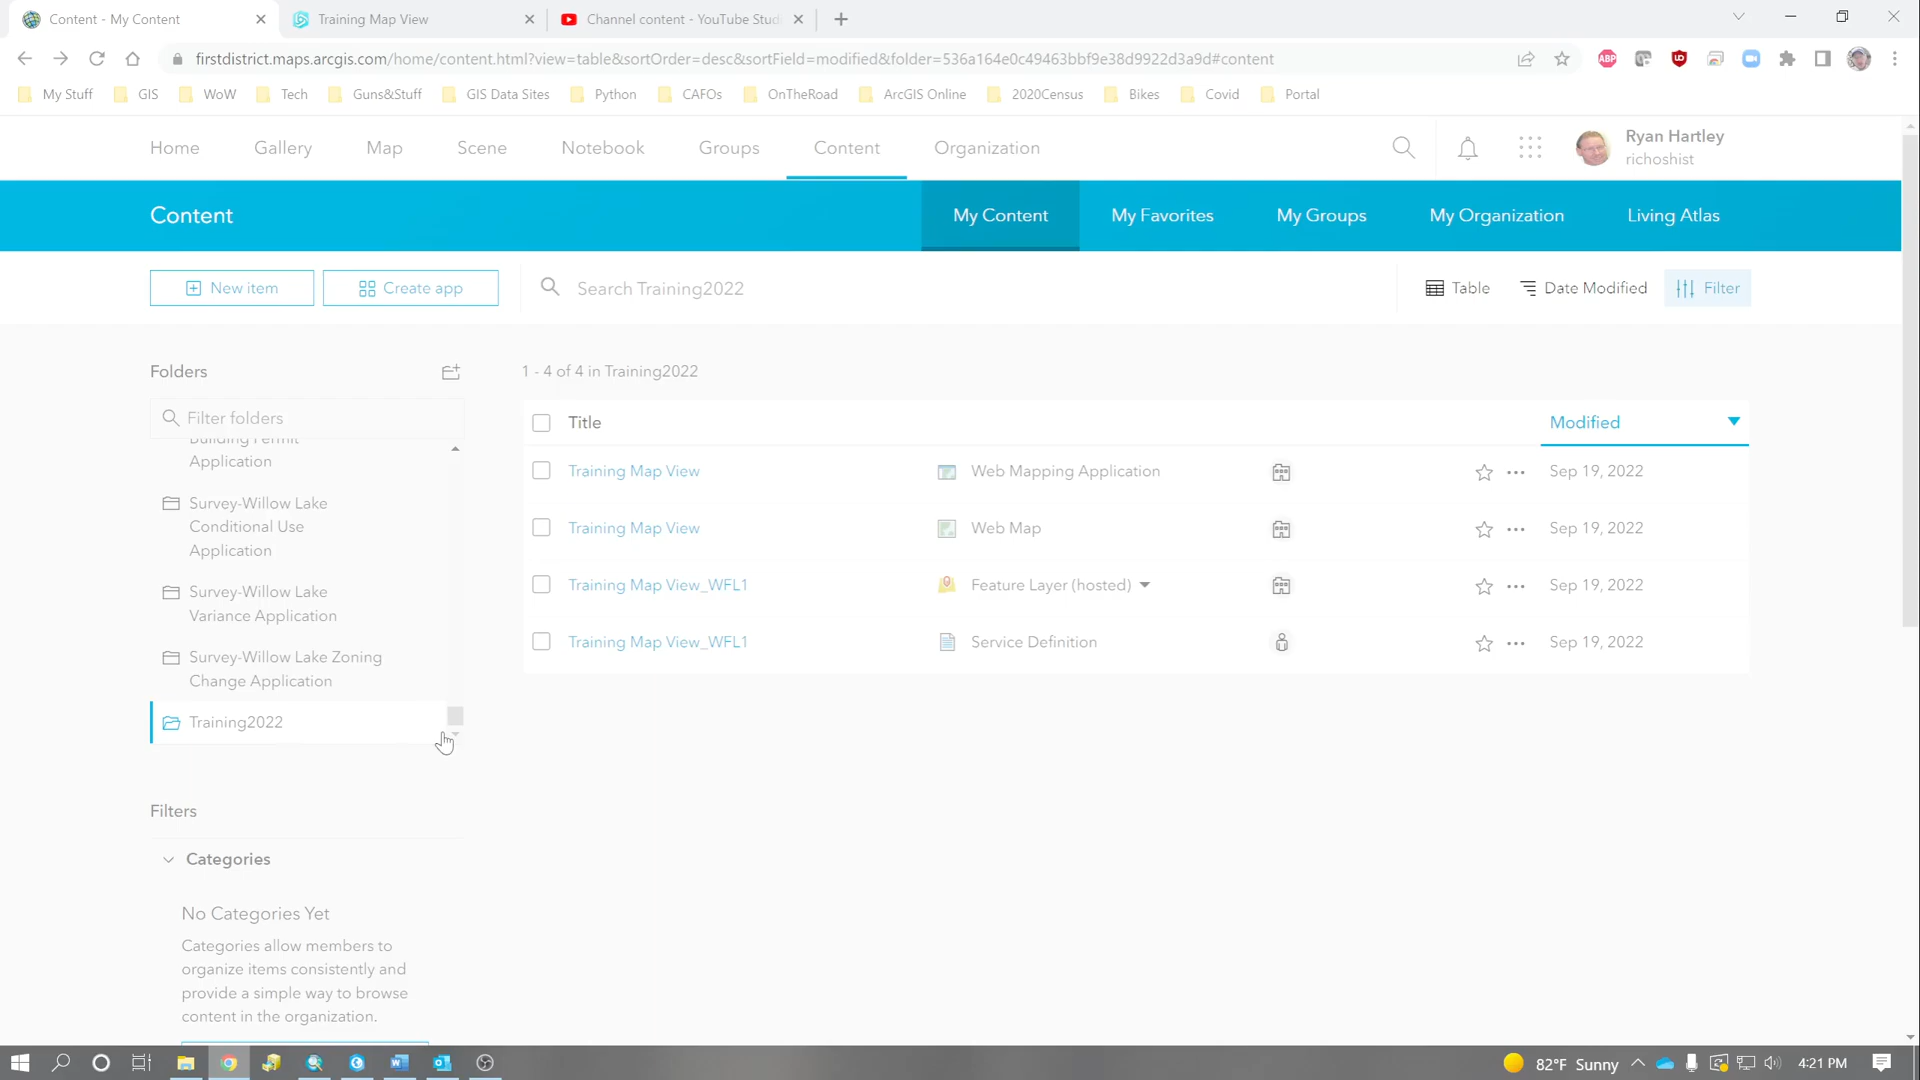 Content - My Content
Training Map View
Channel content - YouTube Stud
firstdistrict.maps.arcgis.com/home/content.html?view=table&sortOrder=desc&sortField=modified&folder=536a164e0c49463bbf9e38d9922d3a9d#content
My Stuff GIS WoW Tech Guns&Stuff GIS Data Sites Python CAFOs OnTheRoad ArcGIS Online 2020Census Bikes Covid Portal
Home Gallery Map Scene Notebook Groups Content Organization
Ryan Hartley
richoshist
Content
My Content My Favorites My Groups My Organization Living Atlas
New item Create app Search Training2022 Table Date Modified Filter
Folders
1 - 4 of 4 in Training2022
Filter folders
Title Modified
Building Permit
Application
Training Map View Web Mapping Application Sep 19, 2022
Survey-Willow Lake
Conditional Use
Application
Training Map View Web Map Sep 19, 2022
Survey-Willow Lake
Variance Application
Training Map View_WFL1 Feature Layer (hosted) Sep 19, 2022
Survey-Willow Lake Zoning
Change Application
Training Map View_WFL1 Service Definition Sep 19, 2022
Training2022
Filters
Categories
No Categories Yet
Categories allow members to
organize items consistently and
provide a simple way to browse
content in the organization.
82°F Sunny 4:21 PM